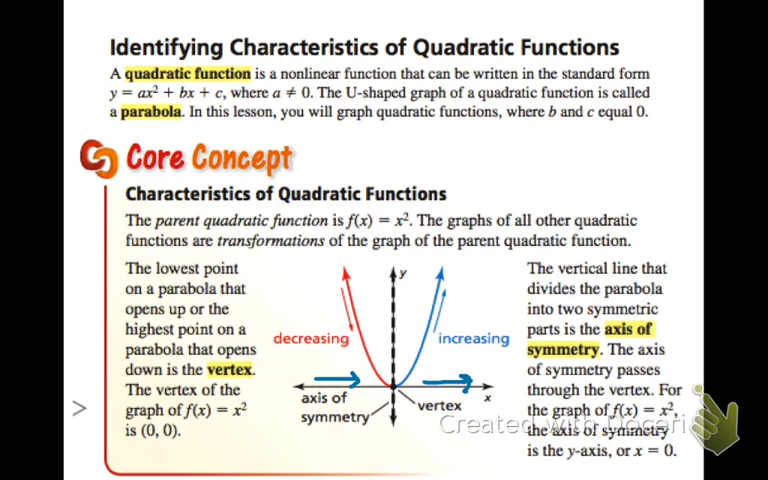 Identifying Characteristics of Quadratic Functions
A quadratic function is a nonlinear function that can be written in the standard form
y = ax² + bx + c, where a ≠ 0. The U-shaped graph of a quadratic function is called
a parabola. In this lesson, you will graph quadratic functions, where b and c equal 0.
Core Concept
Characteristics of Quadratic Functions
The parent quadratic function is f(x) = x². The graphs of all other quadratic
functions are transformations of the graph of the parent quadratic function.
The lowest point
on a parabola that
opens up or the
highest point on a
parabola that opens
down is the vertex.
The vertex of the
graph of f(x) = x²
is (0, 0).
y
decreasing
increasing
axis of
symmetry
vertex
x
The vertical line that
divides the parabola
into two symmetric
parts is the axis of
symmetry. The axis
of symmetry passes
through the vertex. For
the graph of f(x) = x²,
the axis of symmetry
is the y-axis, or x = 0.
Created with Doceri